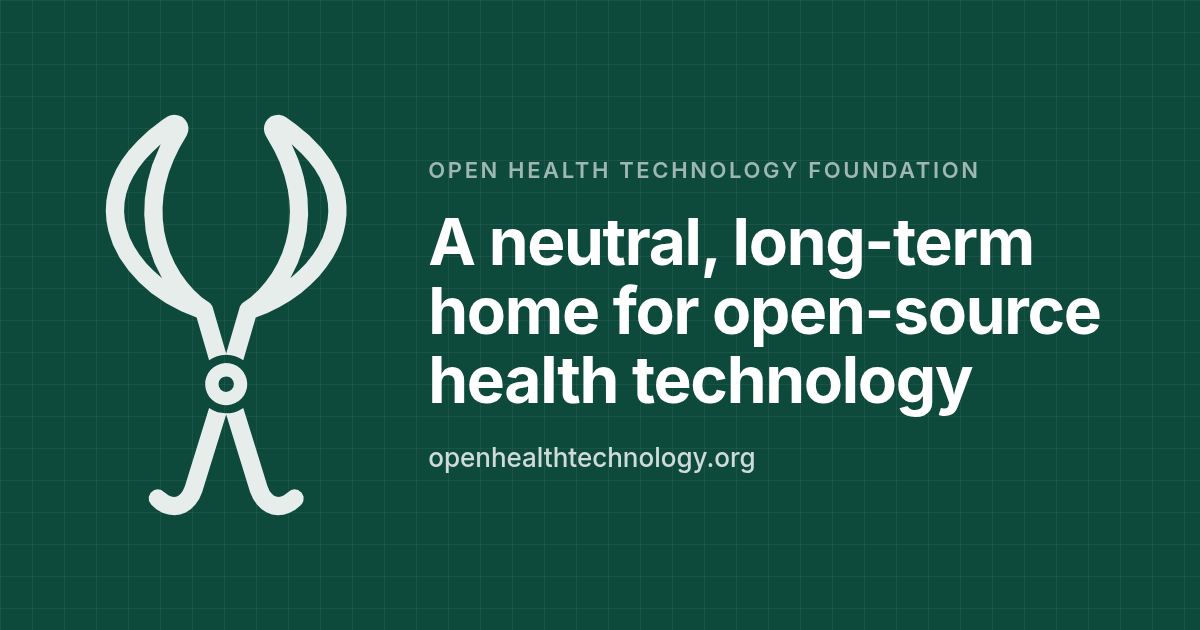 OPEN HEALTH TECHNOLOGY FOUNDATION
A neutral, long-term
home for open-source
health technology
openhealthtechnology.org